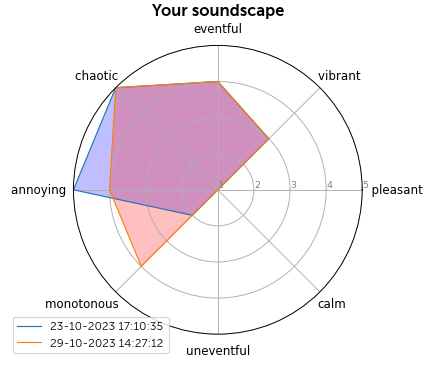 Your soundscape
eventful
chaotic
vibrant
annoying
1 2 3 4 5
pleasant
monotonous
calm
23-10-2023 17:10:35
29-10-2023 14:27:12
uneventful